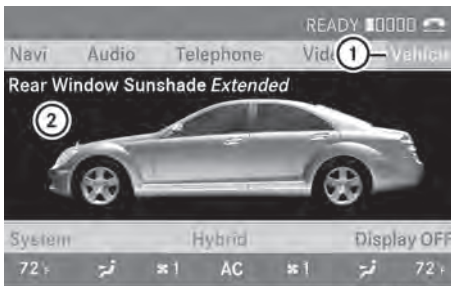 READY
Navi Audio Telephone 1
Rear Window Sunshade Extended
2
System Hybrid Display OFF
72 F 1 AC 1 72 F